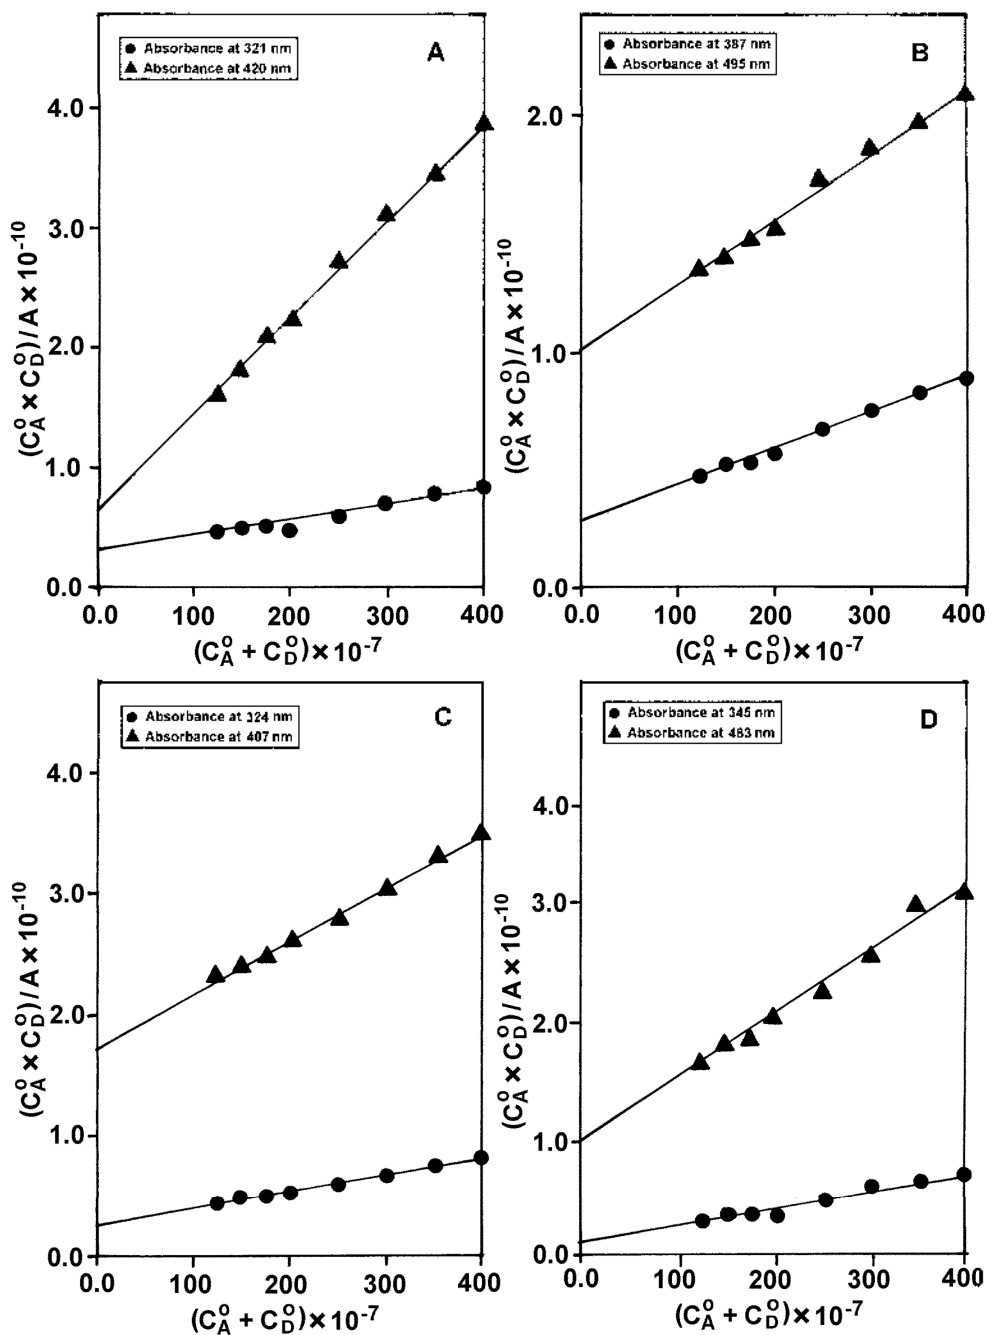 A
Absorbance at 321 nm
Absorbance at 420 nm
4.0
3.0
2.0
1.0
0.0
0.0 100 200 300 400
(C°A × C°D) / A × 10⁻¹⁰
(C°A + C°D) × 10⁻⁷
B
Absorbance at 387 nm
Absorbance at 495 nm
2.0
1.0
0.0
0.0 100 200 300 400
(C°A × C°D) / A × 10⁻¹⁰
(C°A + C°D) × 10⁻⁷
C
Absorbance at 324 nm
Absorbance at 407 nm
4.0
3.0
2.0
1.0
0.0
0.0 100 200 300 400
(C°A × C°D) / A × 10⁻¹⁰
(C°A + C°D) × 10⁻⁷
D
Absorbance at 345 nm
Absorbance at 483 nm
4.0
3.0
2.0
1.0
0.0
0.0 100 200 300 400
(C°A × C°D) / A × 10⁻¹⁰
(C°A + C°D) × 10⁻⁷